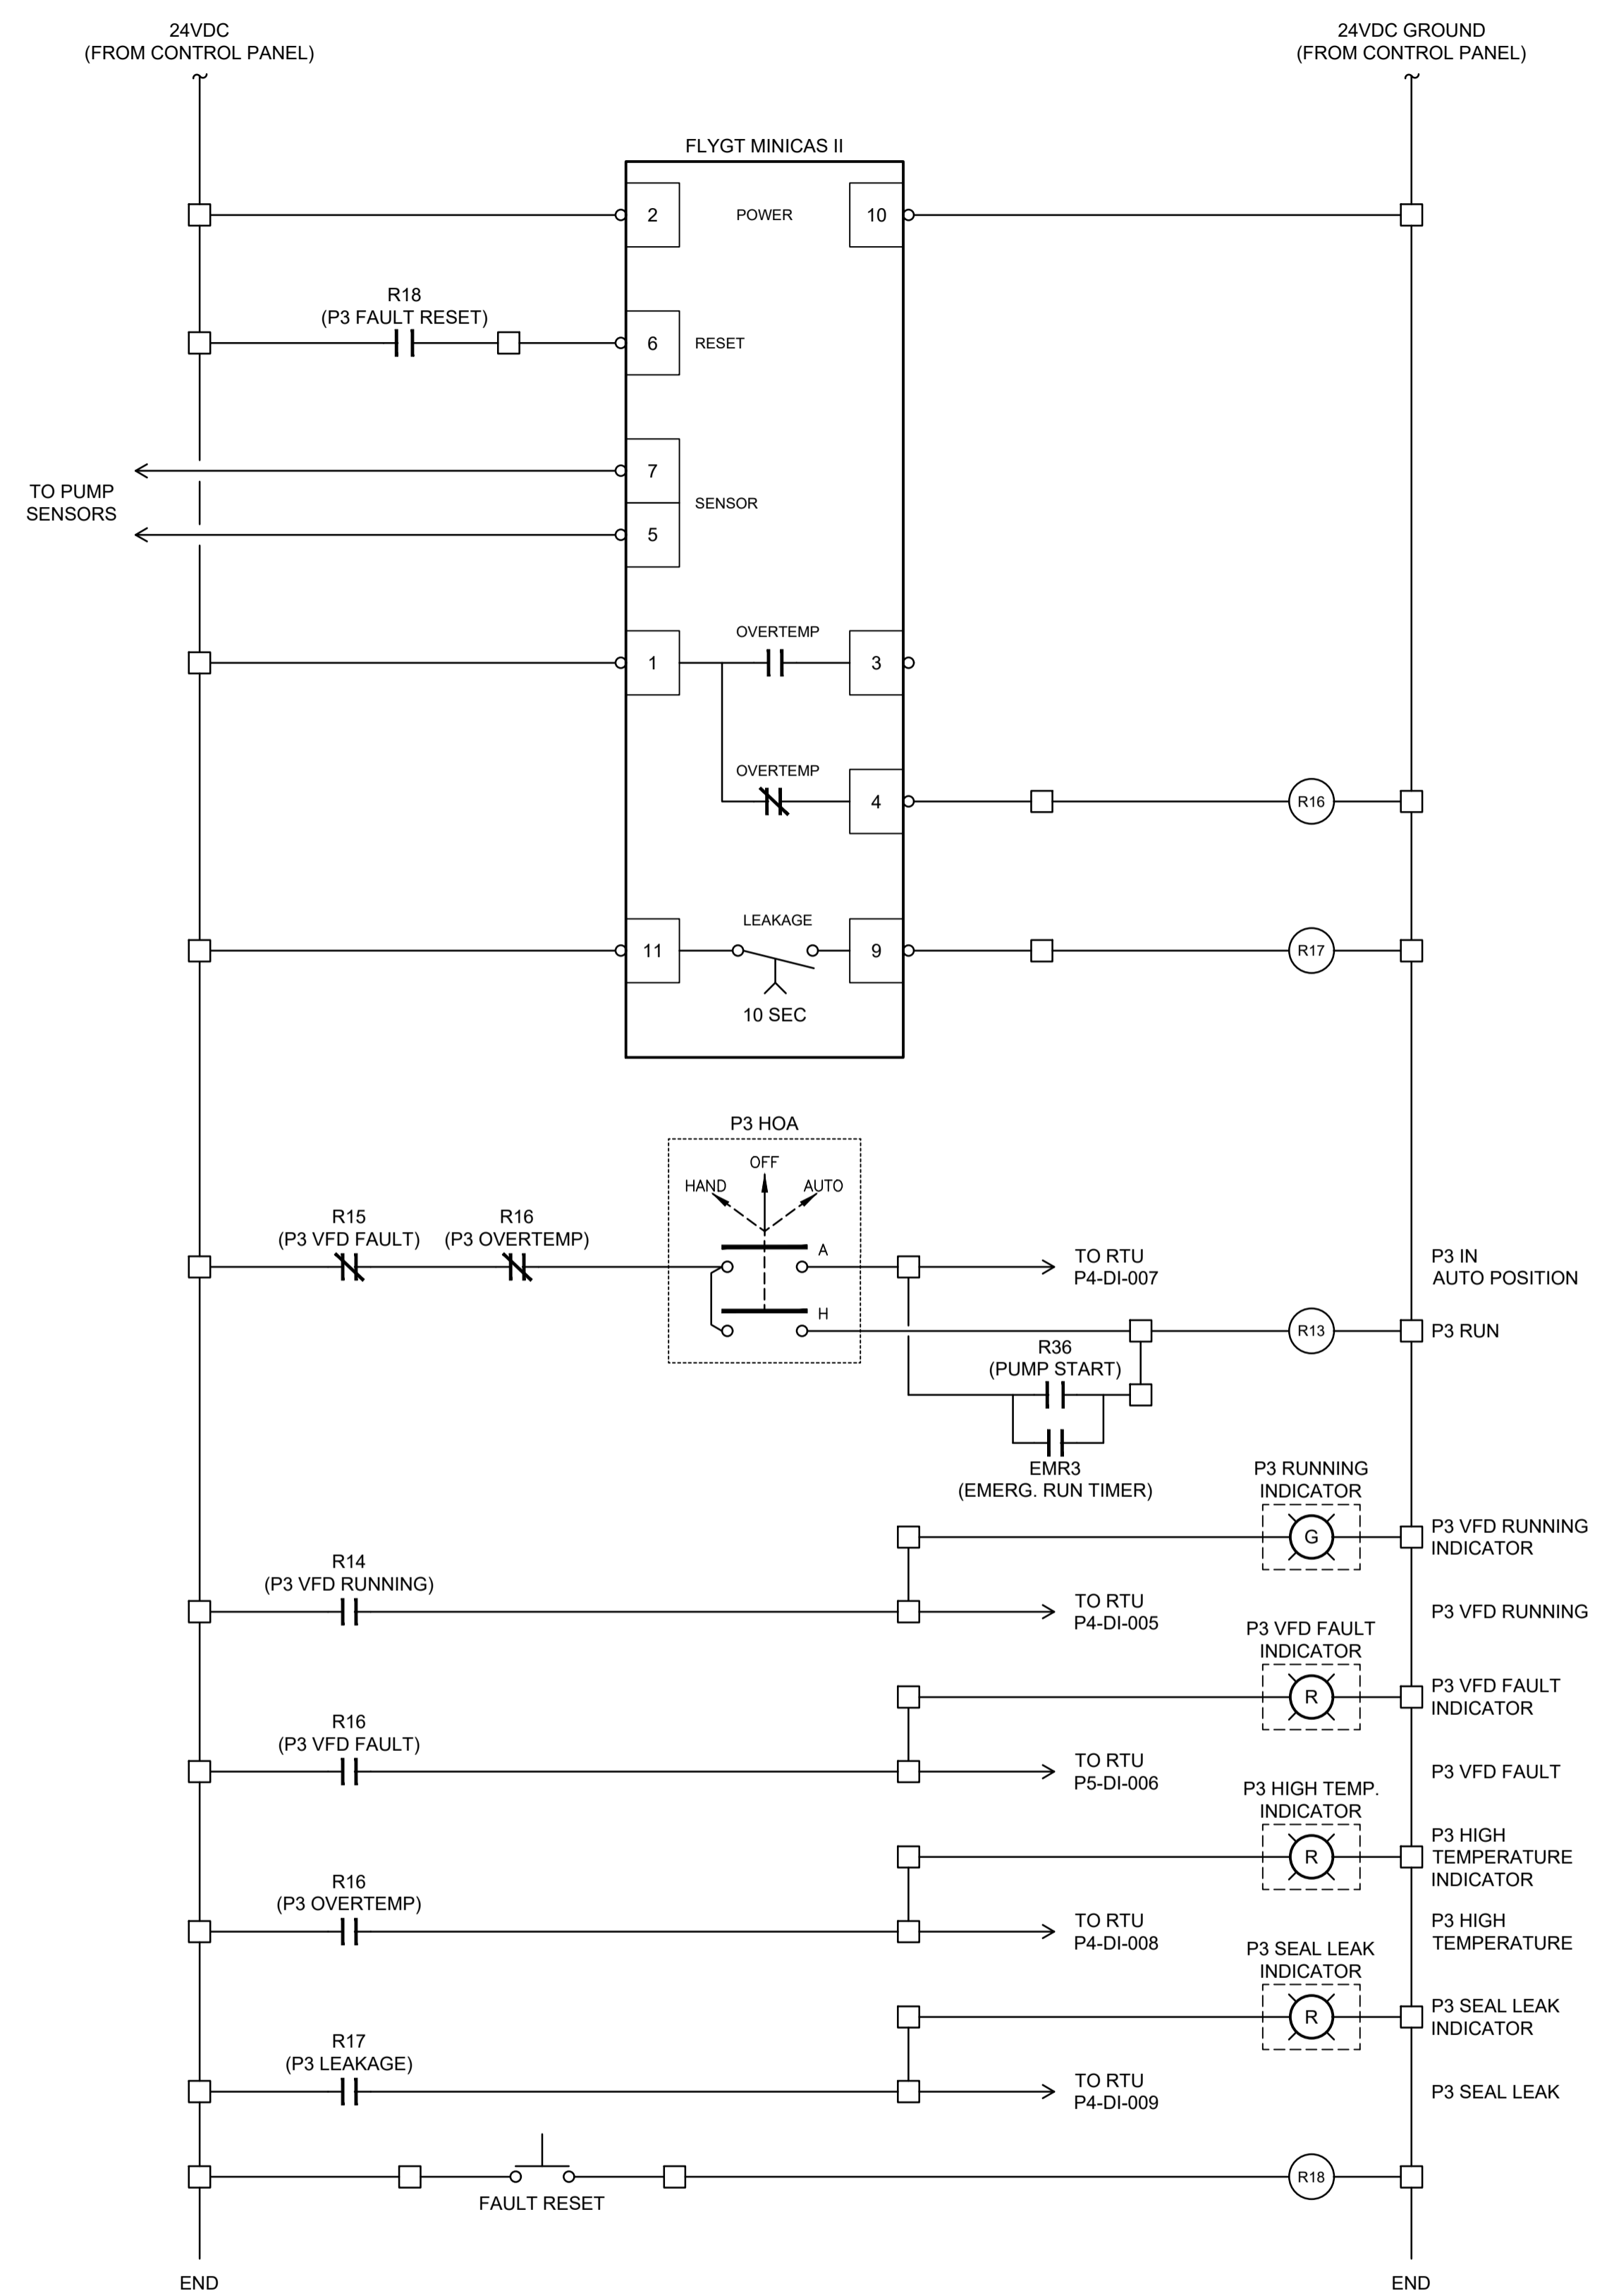 24VDC
(FROM CONTROL PANEL)
24VDC GROUND
(FROM CONTROL PANEL)
FLYGT MINICAS II
2
POWER
10
R18
(P3 FAULT RESET)
6
RESET
7
TO PUMP
SENSORS
SENSOR
5
OVERTEMP
1
3
OVERTEMP
4
R16
LEAKAGE
11
9
R17
10 SEC
P3 HOA
OFF
HAND
AUTO
R15
(P3 VFD FAULT)
R16
(P3 OVERTEMP)
A
TO RTU
P4-DI-007
P3 IN
AUTO POSITION
H
R13
P3 RUN
R36
(PUMP START)
EMR3
(EMERG. RUN TIMER)
P3 RUNNING
INDICATOR
G
P3 VFD RUNNING
INDICATOR
R14
(P3 VFD RUNNING)
TO RTU
P4-DI-005
P3 VFD RUNNING
P3 VFD FAULT
INDICATOR
R
P3 VFD FAULT
INDICATOR
R16
(P3 VFD FAULT)
TO RTU
P5-DI-006
P3 VFD FAULT
P3 HIGH TEMP.
INDICATOR
R
P3 HIGH
TEMPERATURE
INDICATOR
R16
(P3 OVERTEMP)
TO RTU
P4-DI-008
P3 HIGH
TEMPERATURE
P3 SEAL LEAK
INDICATOR
R
P3 SEAL LEAK
INDICATOR
R17
(P3 LEAKAGE)
TO RTU
P4-DI-009
P3 SEAL LEAK
FAULT RESET
R18
END
END